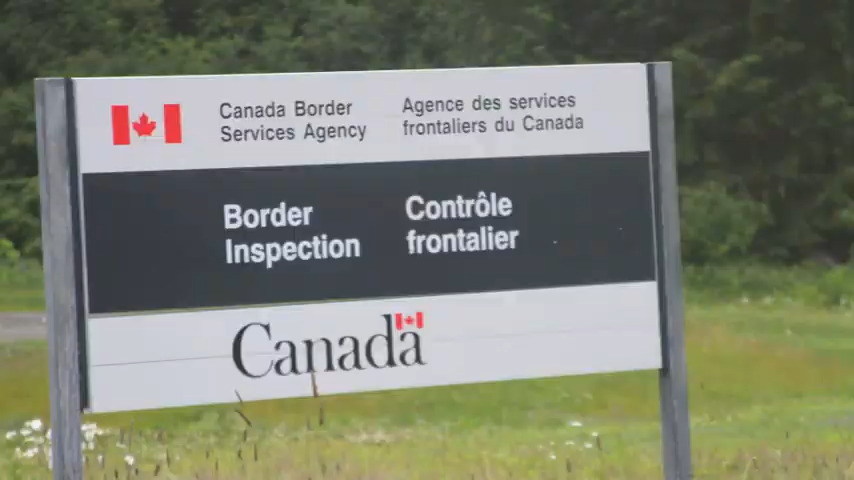 Canada Border
Services Agency
Agence des services
frontaliers du Canada
Border
Inspection
Contrôle
frontalier
Canada